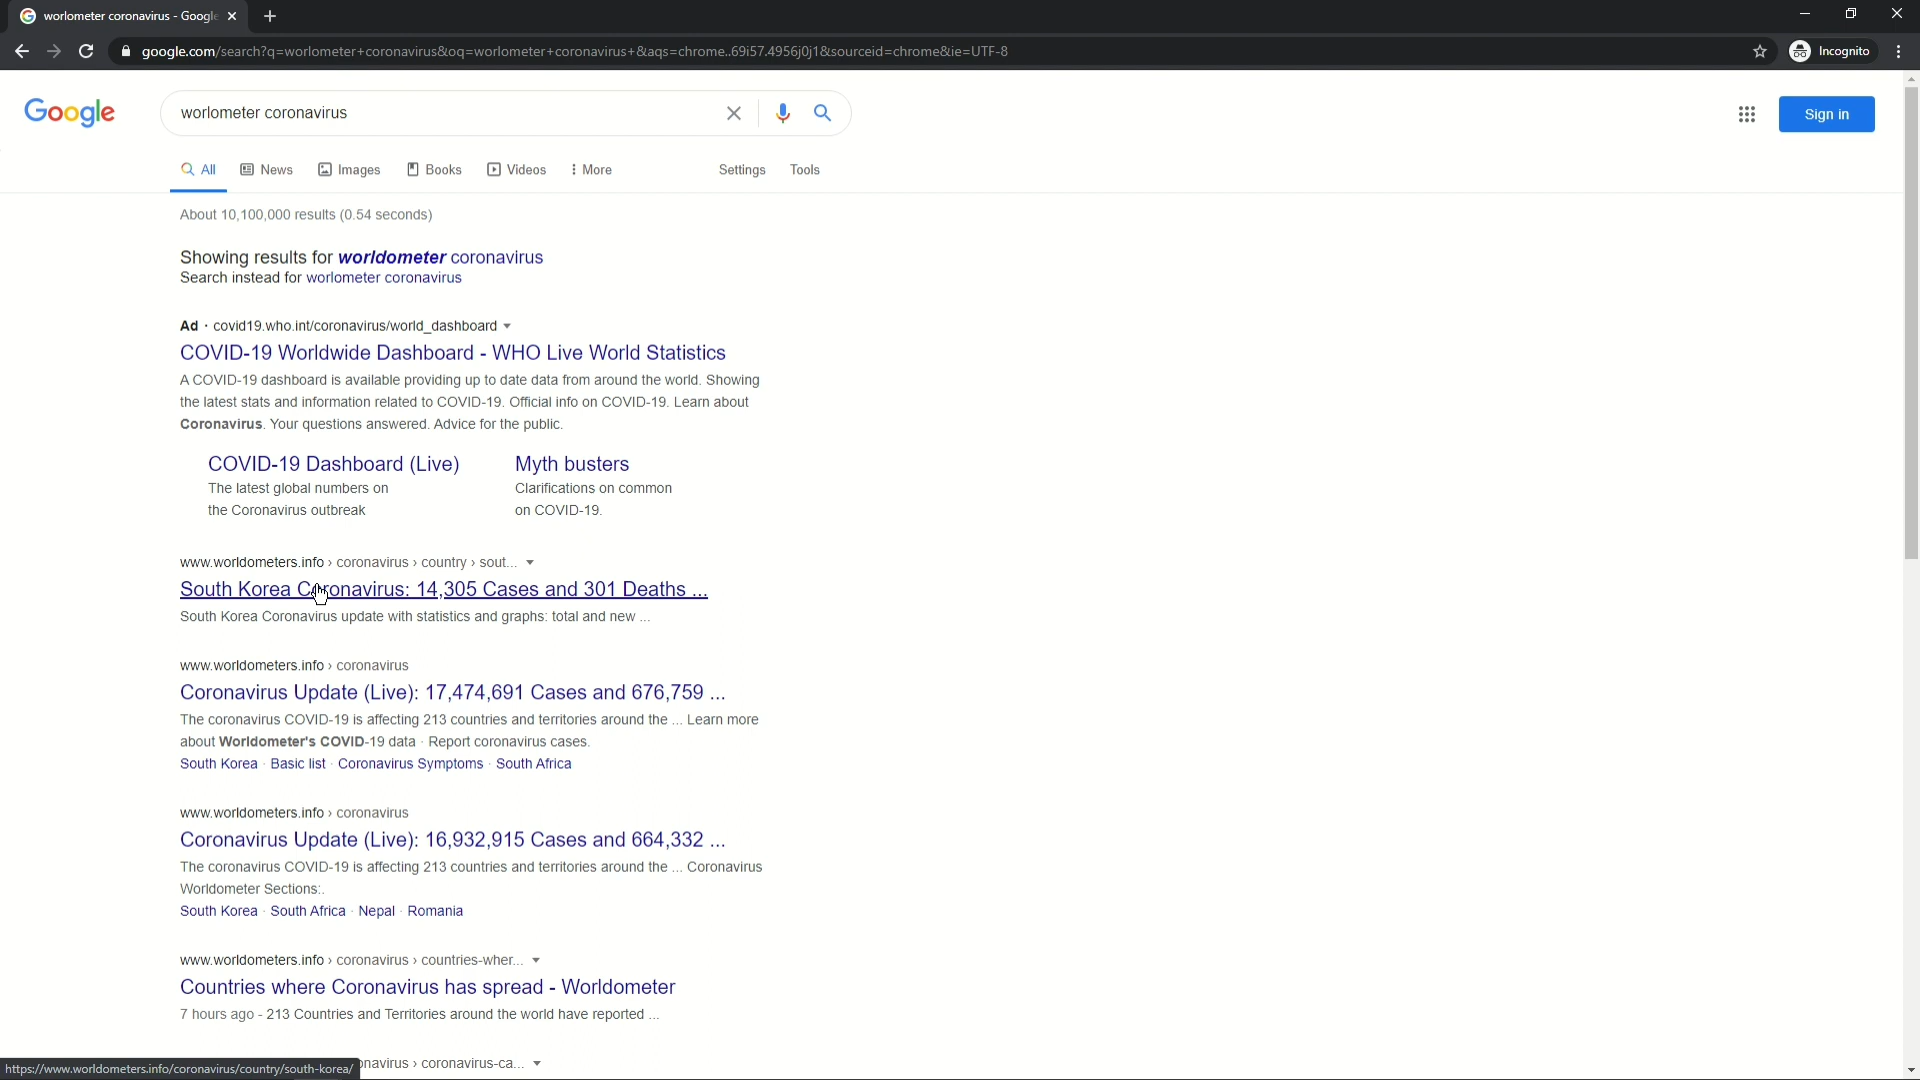 worlometer coronavirus - Google
google.com/search?q=worlometer+coronavirus&oq=worlometer+coronavirus+&aqs=chrome..69i57.4956j0j1&sourceid=chrome&ie=UTF-8
Incognito
Google
worlometer coronavirus
Sign in
All News Images Books Videos More Settings Tools
About 10,100,000 results (0.54 seconds)
Showing results for worldometer coronavirus
Search instead for worlometer coronavirus
Ad · covid19.who.int/coronavirus/world_dashboard
COVID-19 Worldwide Dashboard - WHO Live World Statistics
A COVID-19 dashboard is available providing up to date data from around the world. Showing
the latest stats and information related to COVID-19. Official info on COVID-19. Learn about
Coronavirus. Your questions answered. Advice for the public.
COVID-19 Dashboard (Live) Myth busters
The latest global numbers on Clarifications on common
the Coronavirus outbreak on COVID-19.
www.worldometers.info › coronavirus › country › sout...
South Korea Coronavirus: 14,305 Cases and 301 Deaths ...
South Korea Coronavirus update with statistics and graphs: total and new ...
www.worldometers.info › coronavirus
Coronavirus Update (Live): 17,474,691 Cases and 676,759 ...
The coronavirus COVID-19 is affecting 213 countries and territories around the ... Learn more
about Worldometer's COVID-19 data · Report coronavirus cases.
South Korea · Basic list · Coronavirus Symptoms · South Africa
www.worldometers.info › coronavirus
Coronavirus Update (Live): 16,932,915 Cases and 664,332 ...
The coronavirus COVID-19 is affecting 213 countries and territories around the ... Coronavirus
Worldometer Sections:.
South Korea · South Africa · Nepal · Romania
www.worldometers.info › coronavirus › countries-wher...
Countries where Coronavirus has spread - Worldometer
7 hours ago - 213 Countries and Territories around the world have reported ...
navirus › coronavirus-ca...
https://www.worldometers.info/coronavirus/country/south-korea/